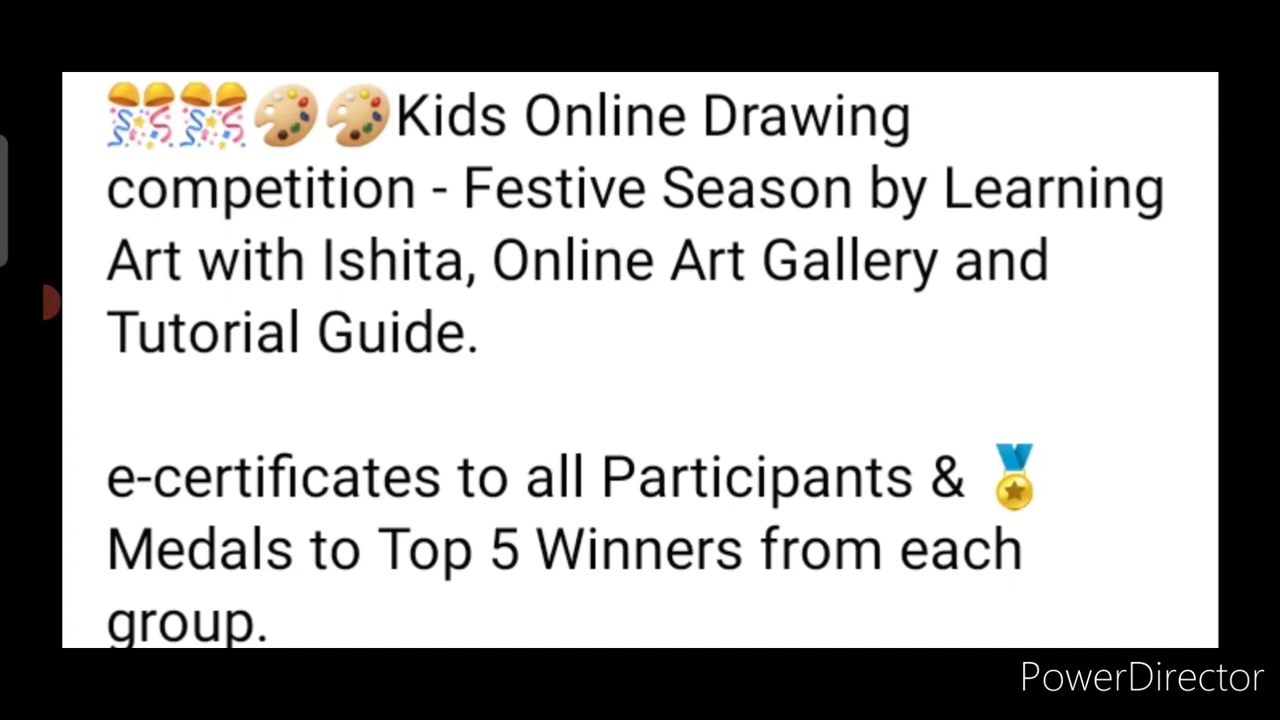 🎊🎊🎨🎨Kids Online Drawing
competition - Festive Season by Learning
Art with Ishita, Online Art Gallery and
Tutorial Guide.
e-certificates to all Participants & 🏅
Medals to Top 5 Winners from each
group.
PowerDirector